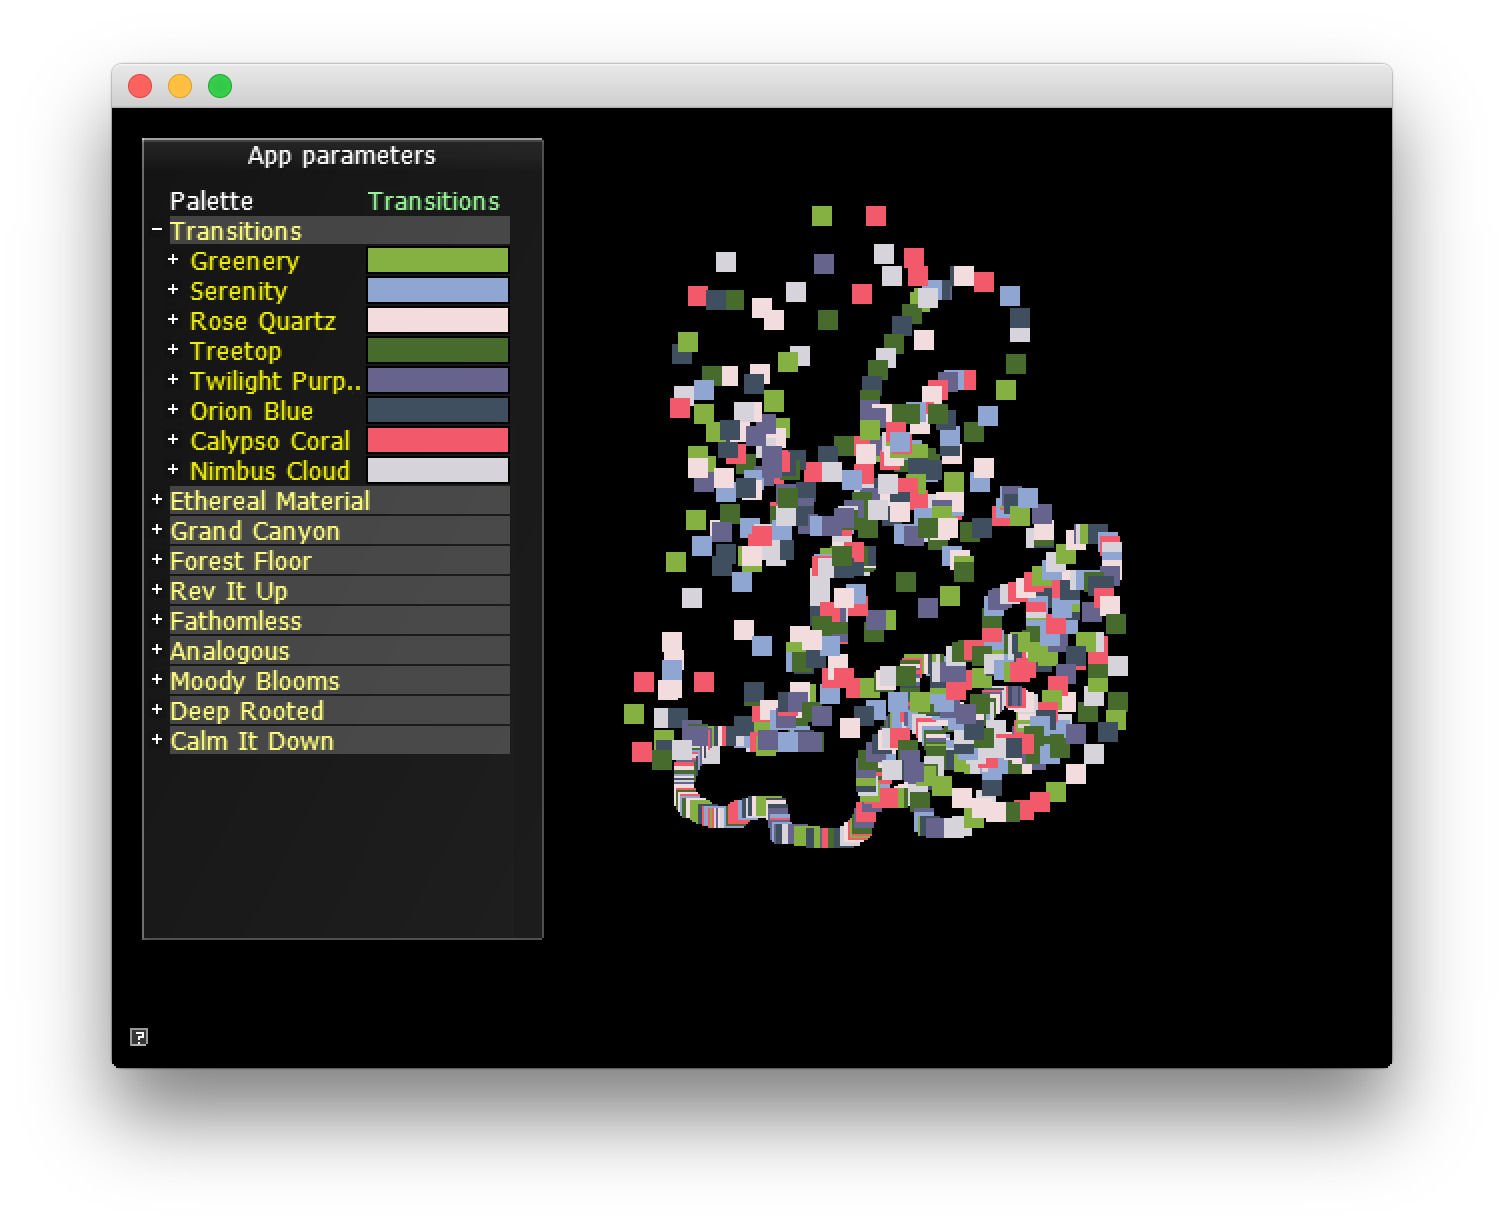 App parameters
Palette Transitions
− Transitions
+ Greenery
+ Serenity
+ Rose Quartz
+ Treetop
+ Twilight Purp..
+ Orion Blue
+ Calypso Coral
+ Nimbus Cloud
+ Ethereal Material
+ Grand Canyon
+ Forest Floor
+ Rev It Up
+ Fathomless
+ Analogous
+ Moody Blooms
+ Deep Rooted
+ Calm It Down
?